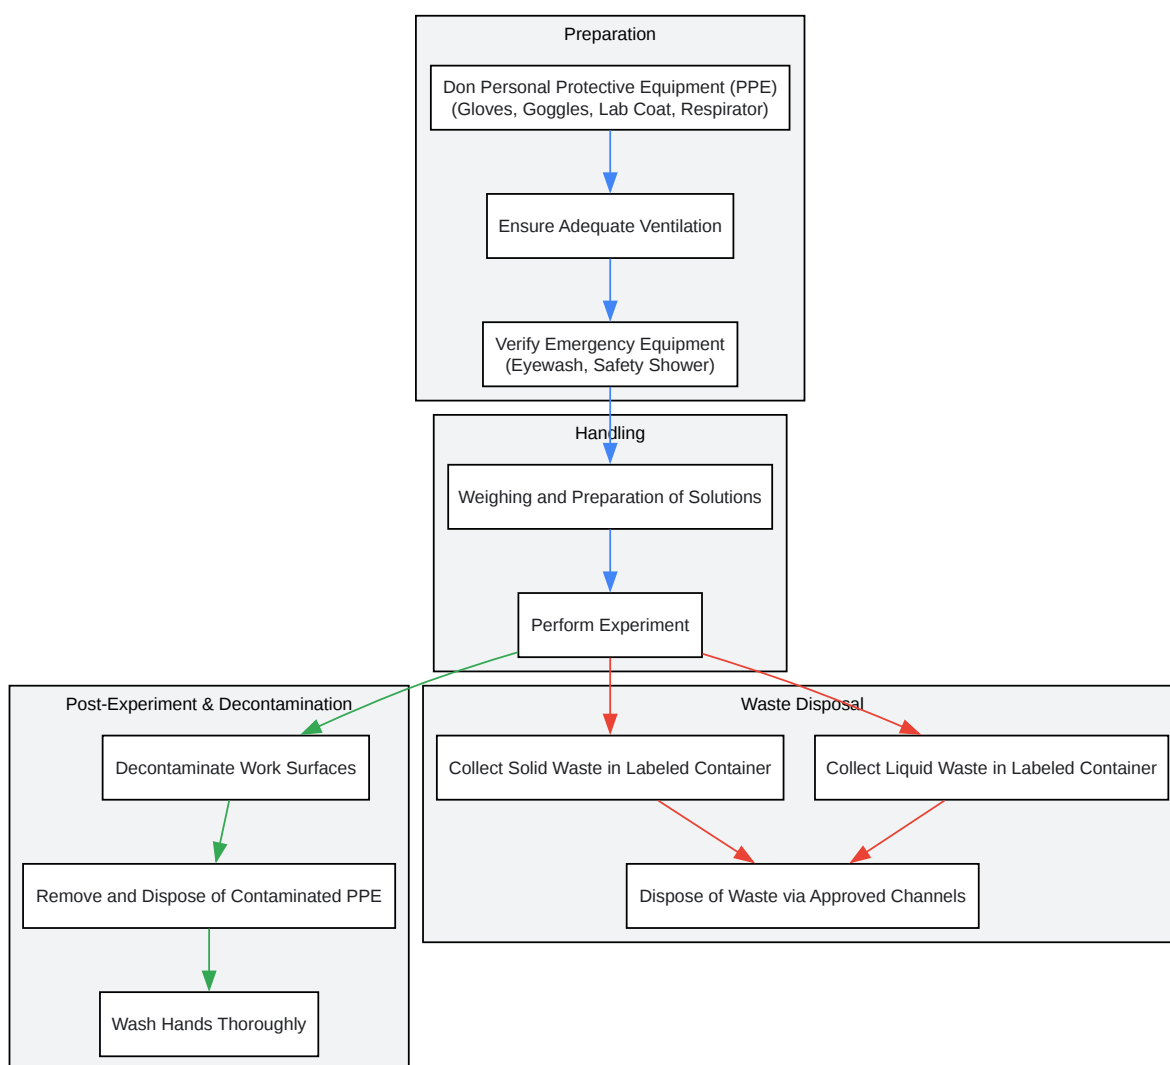 Preparation
Don Personal Protective Equipment (PPE)
(Gloves, Goggles, Lab Coat, Respirator)
Ensure Adequate Ventilation
Verify Emergency Equipment
(Eyewash, Safety Shower)
Handling
Weighing and Preparation of Solutions
Perform Experiment
Post-Experiment & Decontamination
Decontaminate Work Surfaces
Remove and Dispose of Contaminated PPE
Wash Hands Thoroughly
Waste Disposal
Collect Solid Waste in Labeled Container
Collect Liquid Waste in Labeled Container
Dispose of Waste via Approved Channels